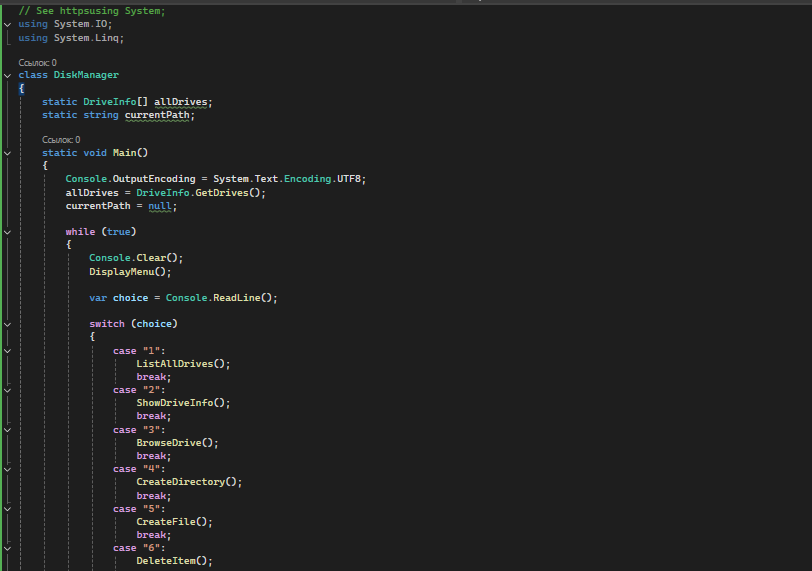 // See httpsusing System;
using System.IO;
using System.Linq;
Ссылок: 0
class DiskManager
{
static DriveInfo[] allDrives;
static string currentPath;
Ссылок: 0
static void Main()
{
Console.OutputEncoding = System.Text.Encoding.UTF8;
allDrives = DriveInfo.GetDrives();
currentPath = null;
while (true)
{
Console.Clear();
DisplayMenu();
var choice = Console.ReadLine();
switch (choice)
{
case "1":
ListAllDrives();
break;
case "2":
ShowDriveInfo();
break;
case "3":
BrowseDrive();
break;
case "4":
CreateDirectory();
break;
case "5":
CreateFile();
break;
case "6":
DeleteItem();